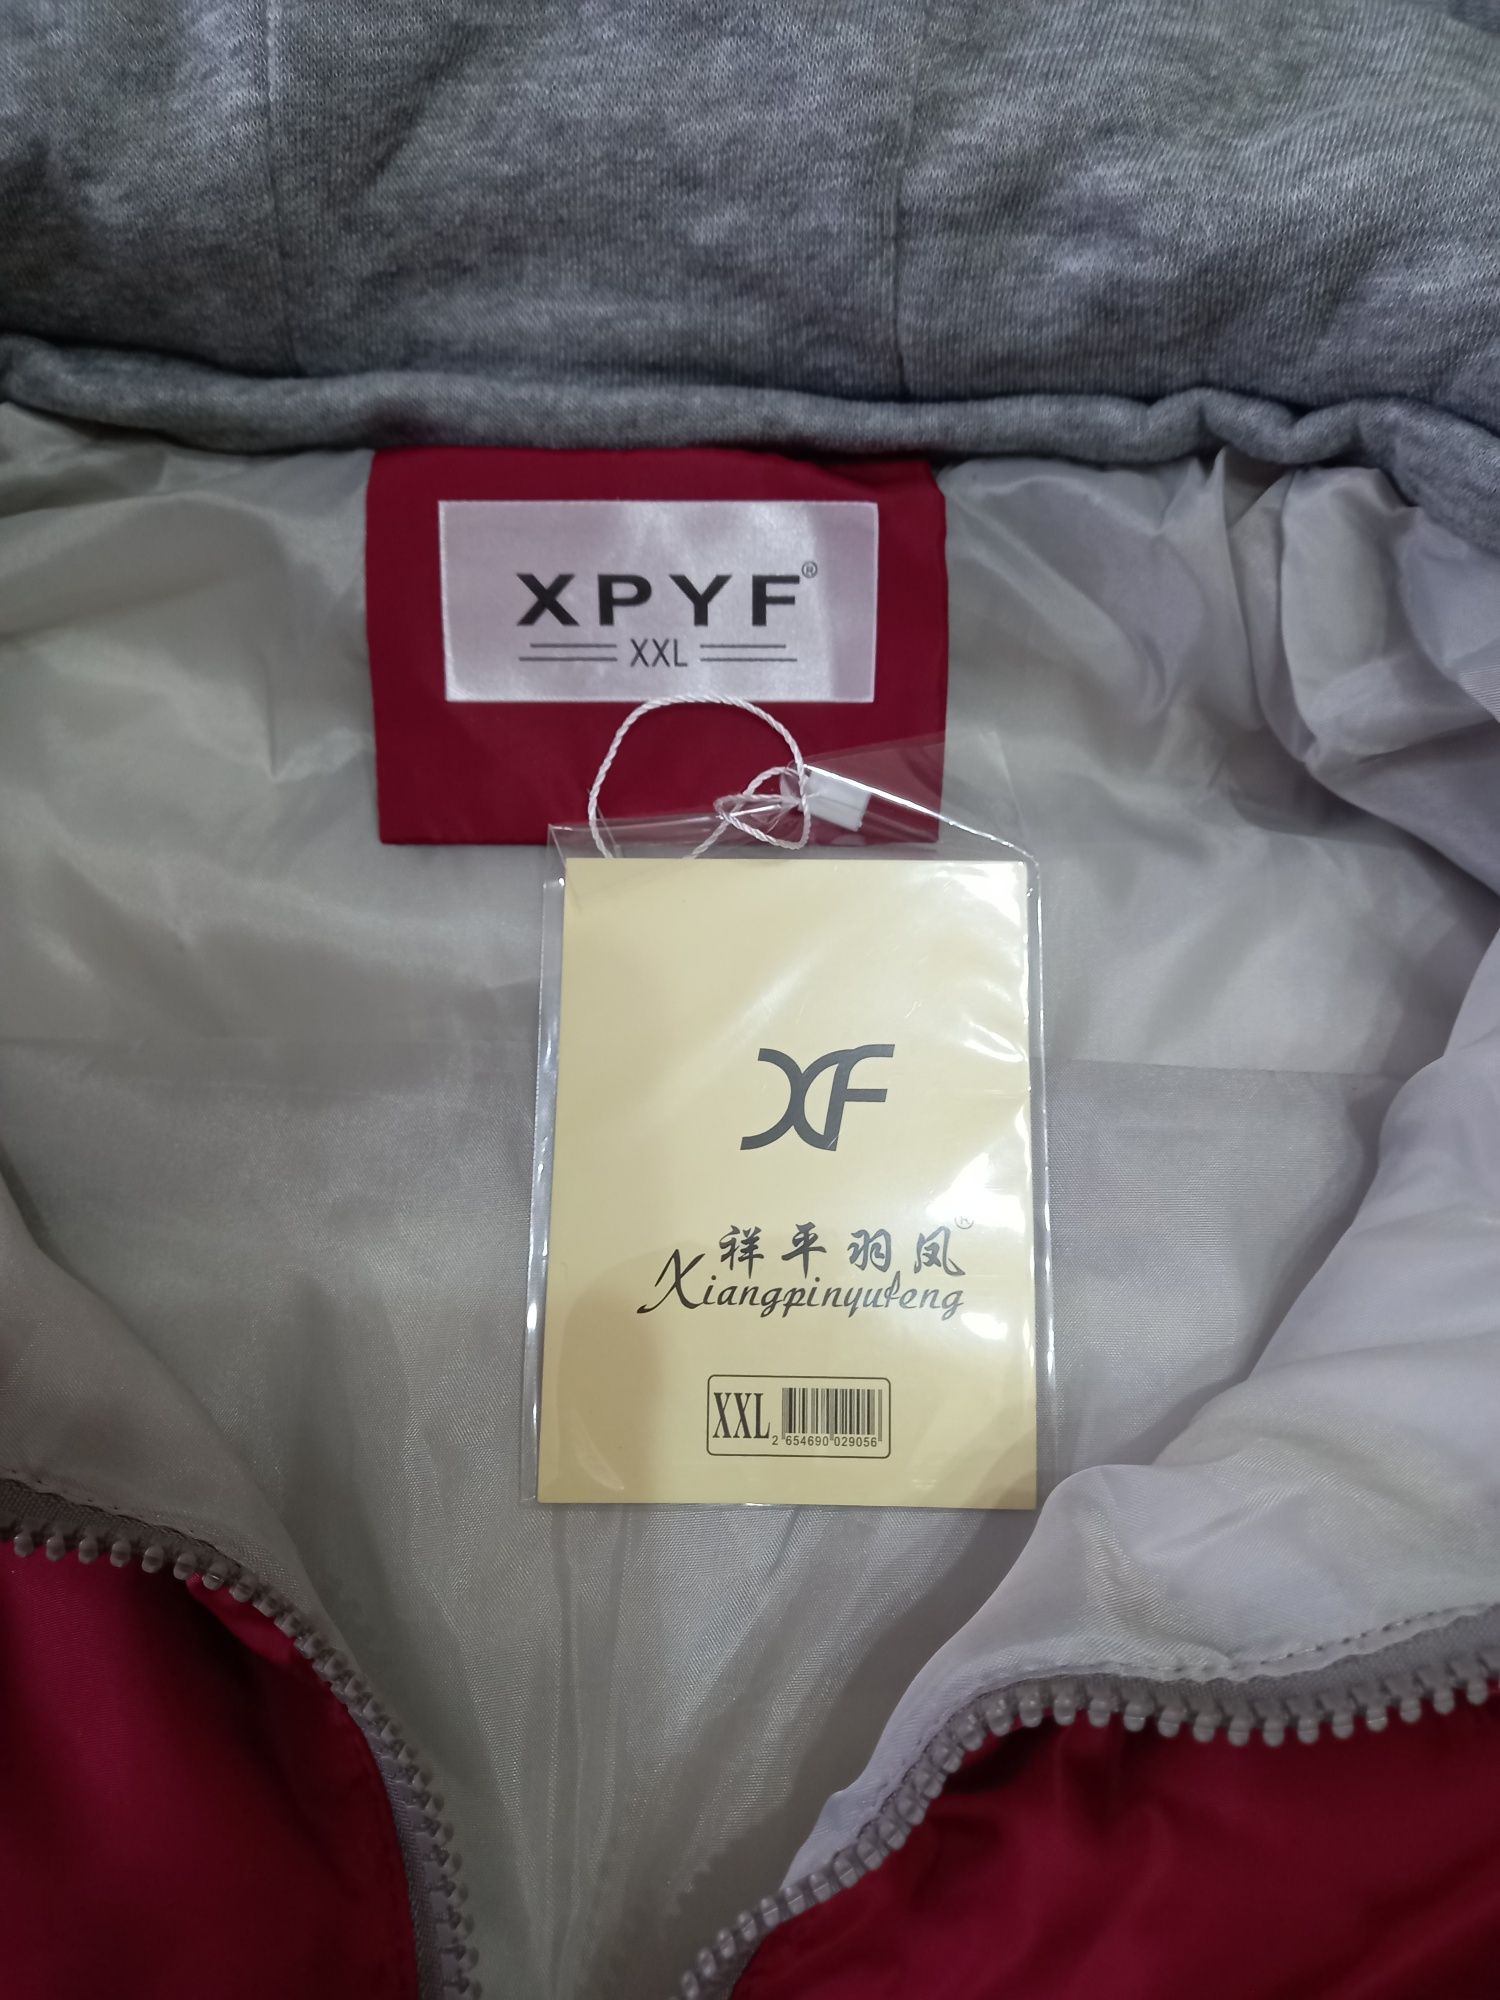 XPYF®
XXL
XF
祥平羽凤®
Xiangpinyufeng
XXL
2 654690 029056